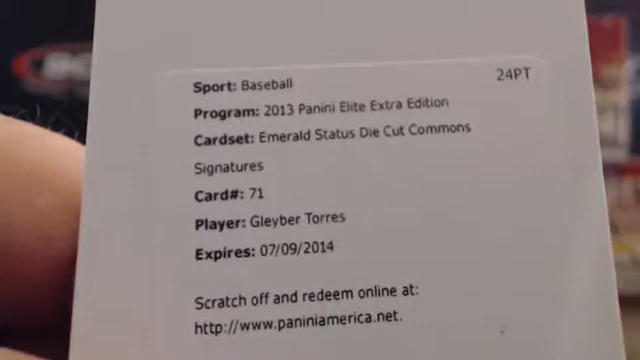 Sport: Baseball
24PT
Program: 2013 Panini Elite Extra Edition
Cardset: Emerald Status Die Cut Commons
Signatures
Card#: 71
Player: Gleyber Torres
Expires: 07/09/2014
Scratch off and redeem online at:
http://www.paniniamerica.net.